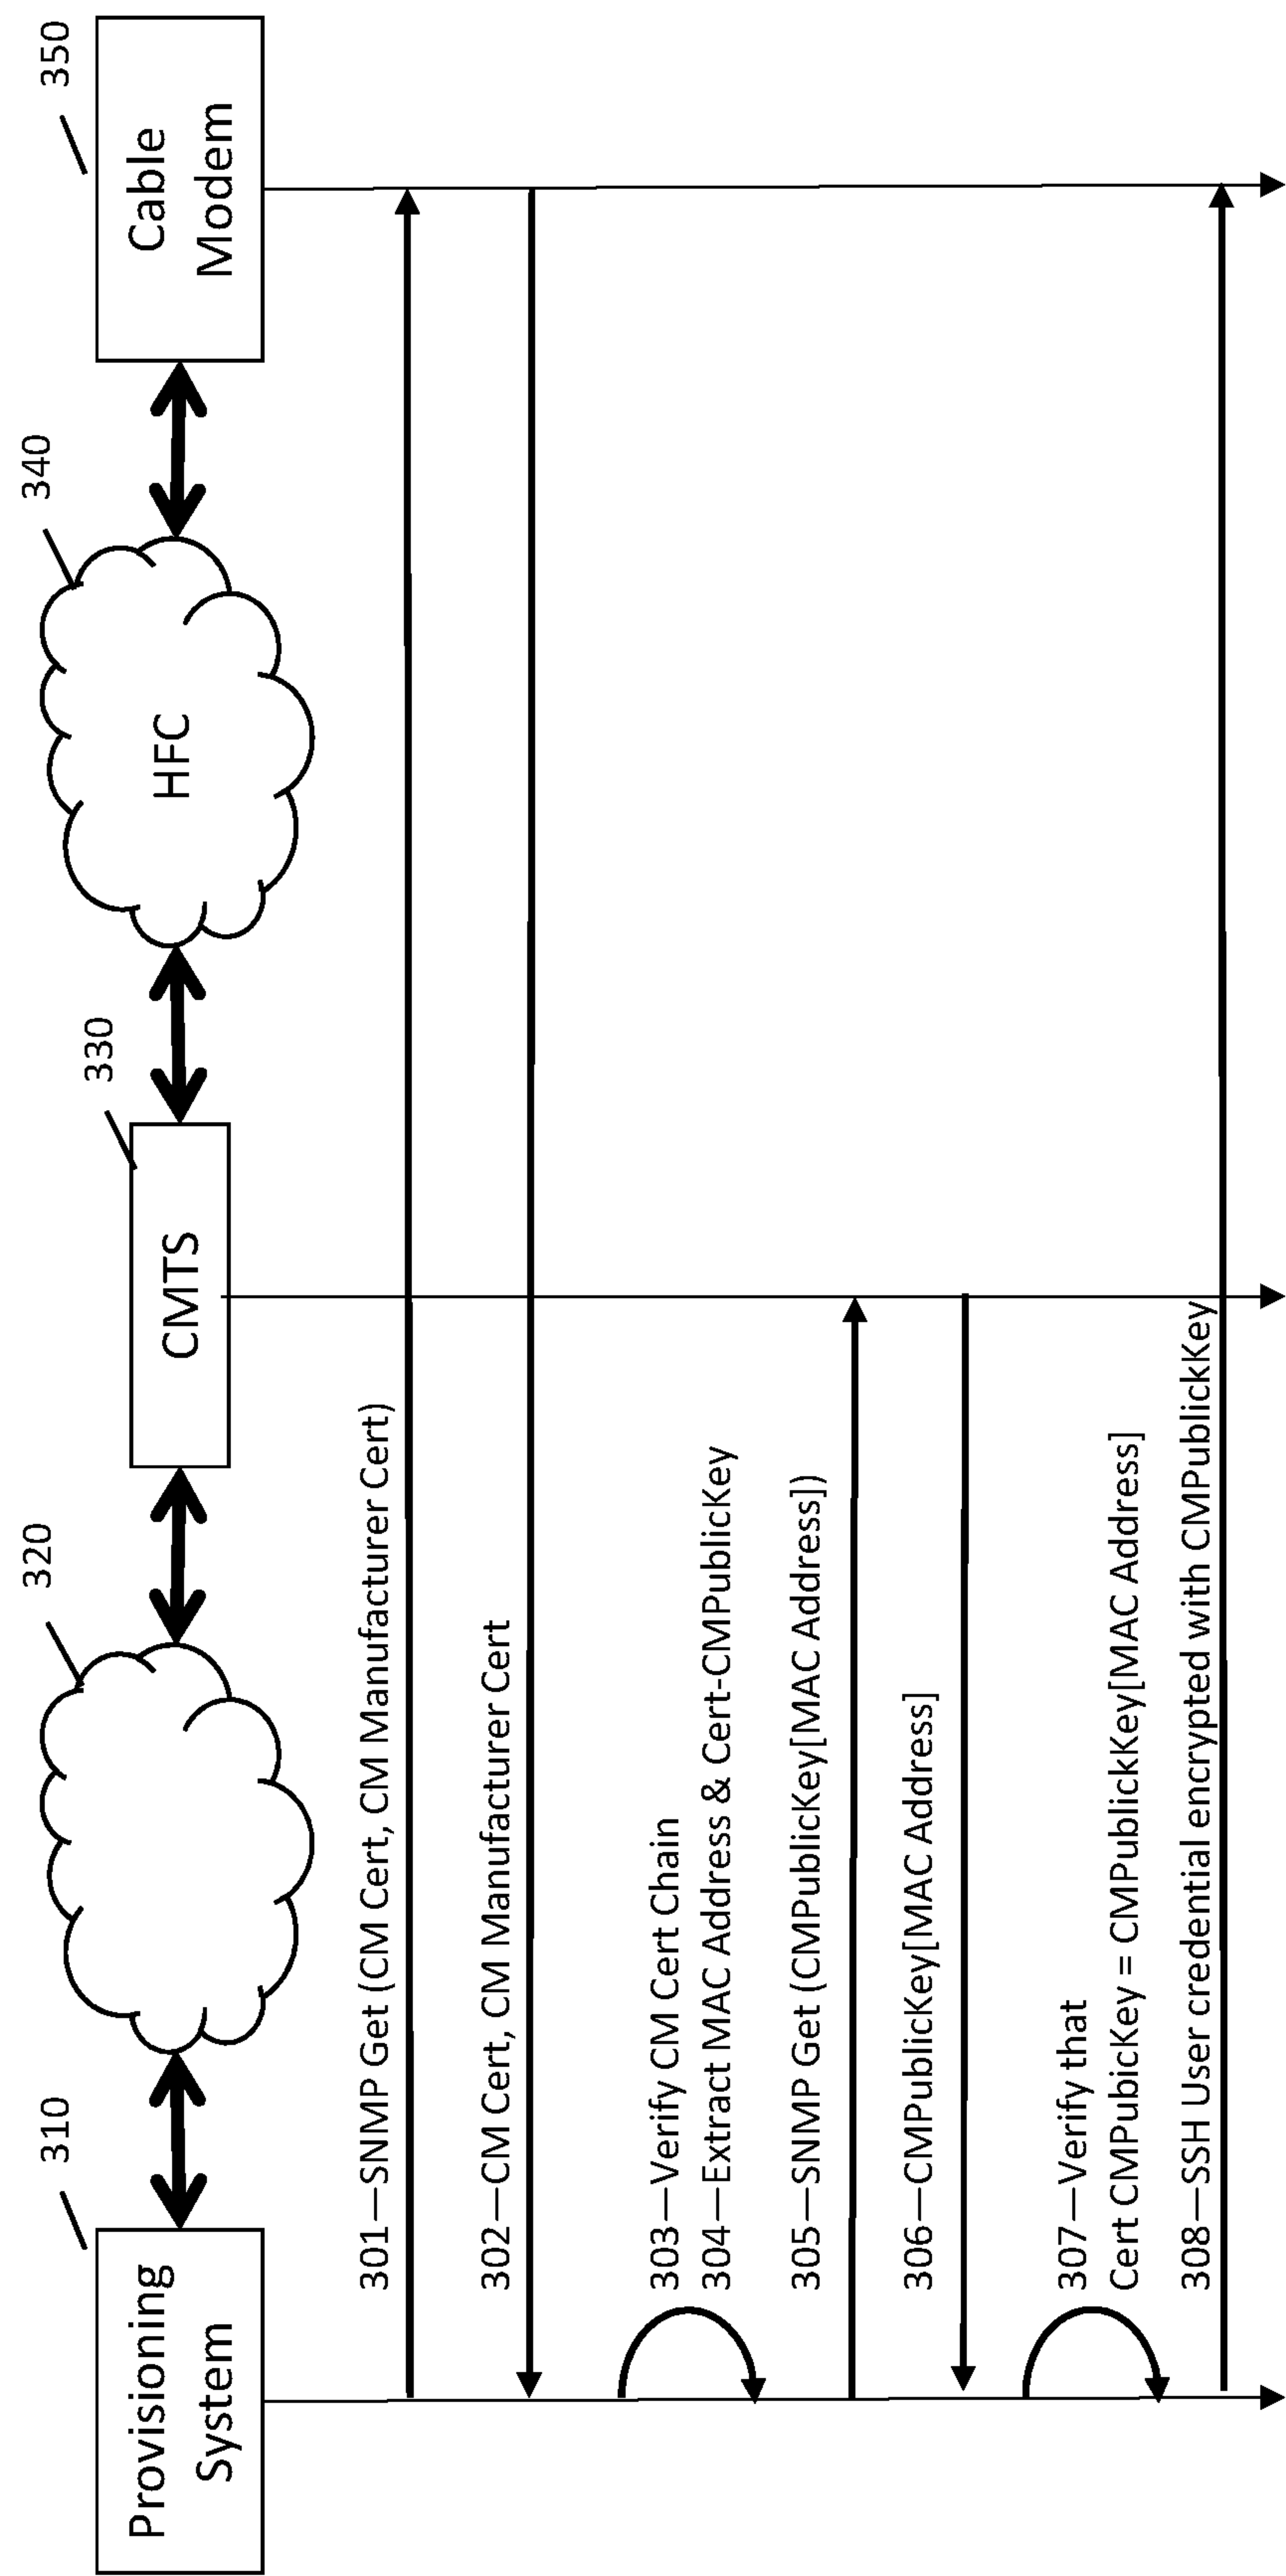 310
320
330
340
350
Provisioning
System
CMTS
HFC
Cable
Modem
301—SNMP Get (CM Cert, CM Manufacturer Cert)
302—CM Cert, CM Manufacturer Cert
303—Verify CM Cert Chain
304—Extract MAC Address & Cert-CMPublicKey
305—SNMP Get (CMPublicKey[MAC Address])
306—CMPublicKey[MAC Address]
307—Verify that
Cert CMPubicKey = CMPublickKey[MAC Address]
308—SSH User credential encrypted with CMPublickKey